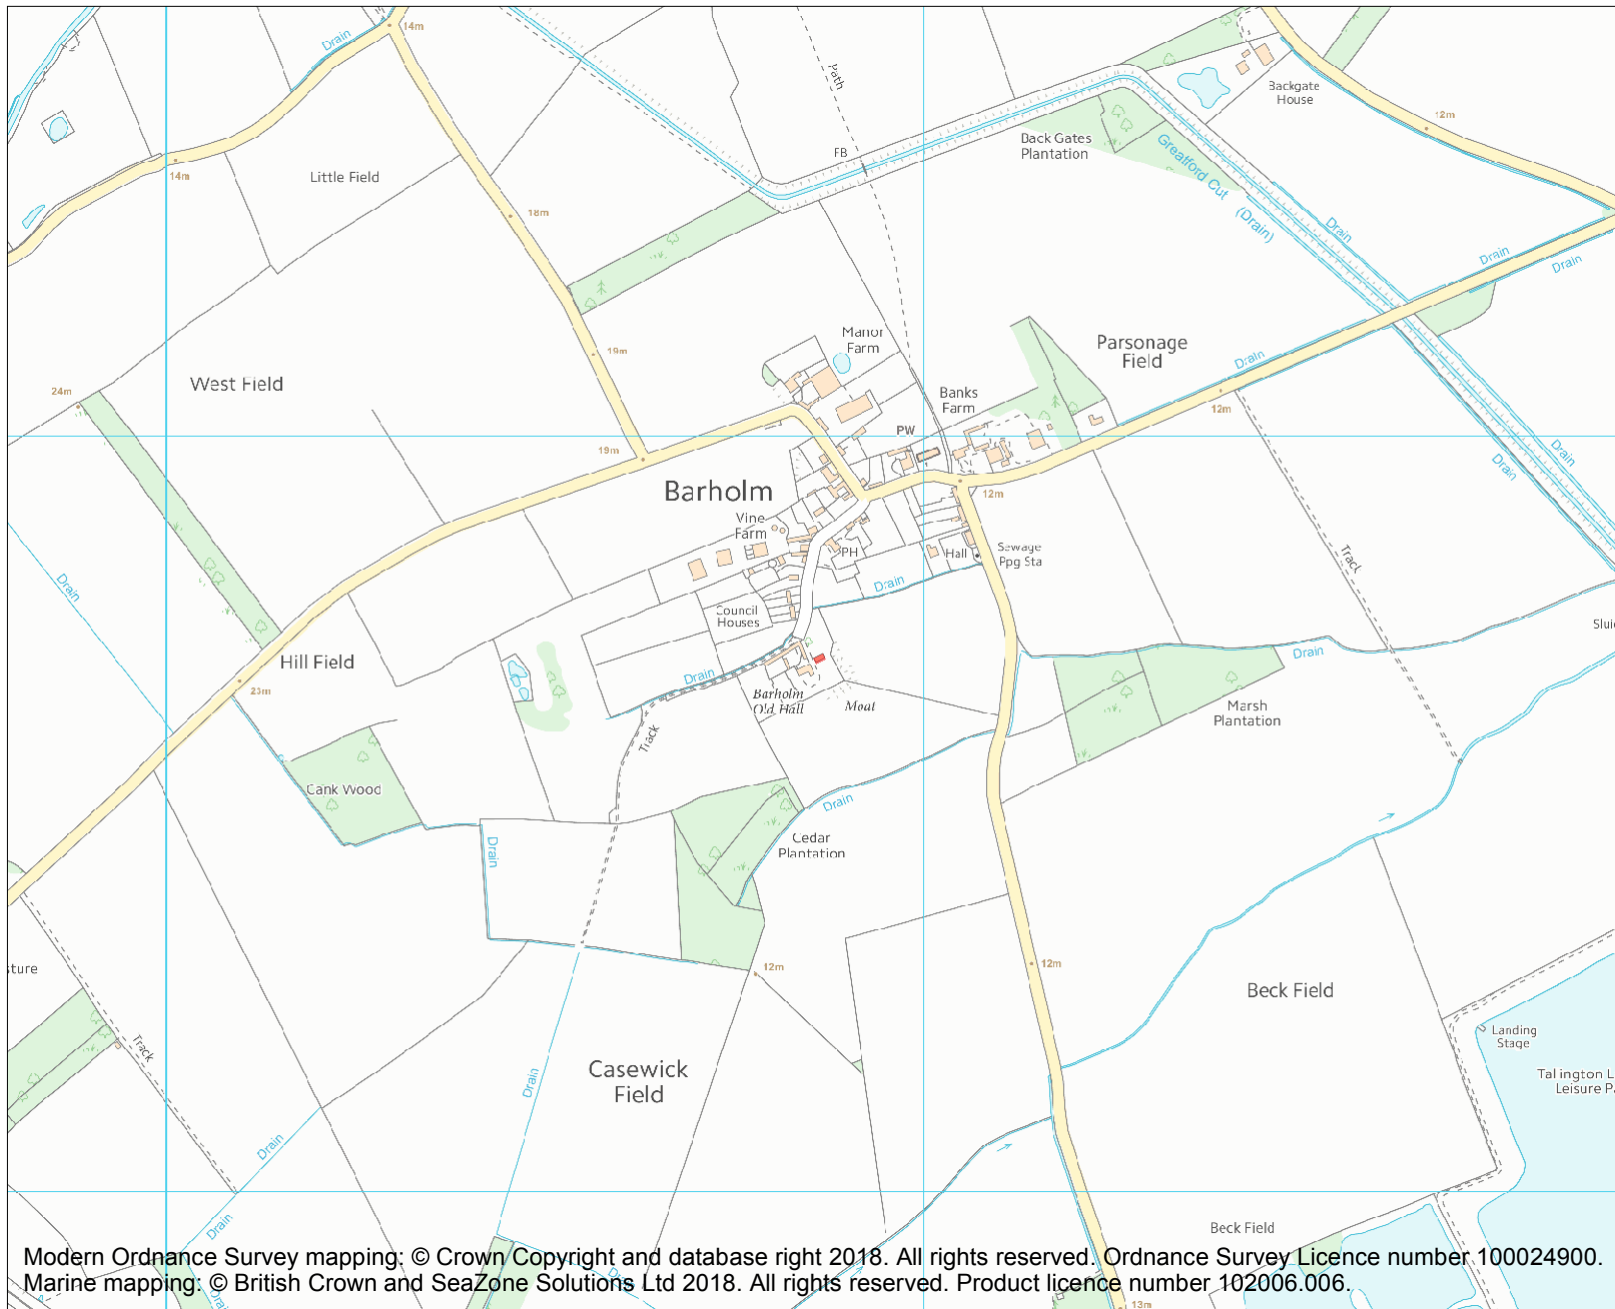 14m
Drain
Path
Backgate
House
12m
FB
Back Gates
Plantation
Greatford Cut
(Drain)
Drain
14m
Little Field
18m
Drain
Drain
Manor
Farm
Parsonage
Field
19m
Drain
24m
West Field
Banks
Farm
12m
PW
19m
Barholm
12m
Drain
Drain
Vine
Farm
PH
Hall
Sewage
Ppg Sta
Track
Drain
Drain
Council
Houses
Hill Field
23m
Drain
Drain
Barholm
Old Hall
Moat
Marsh
Plantation
Track
Cank Wood
Drain
Drain
Cedar
Plantation
12m
12m
Beck Field
Landing
Stage
Track
Casewick
Field
Drain
Drain
Drain
Beck Field
Modern Ordnance Survey mapping: © Crown Copyright and database right 2018. All rights reserved. Ordnance Survey Licence number 100024900.
Marine mapping: © British Crown and SeaZone Solutions Ltd 2018. All rights reserved. Product licence number 102006.006.
Drain
13m